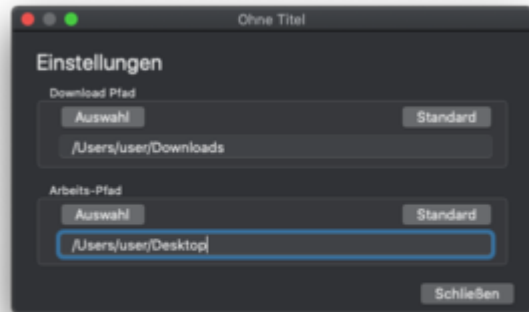 Ohne Titel
Einstellungen
Download Pfad
Auswahl Standard
/Users/user/Downloads
Arbeits-Pfad
Auswahl Standard
/Users/user/Desktop
Schließen